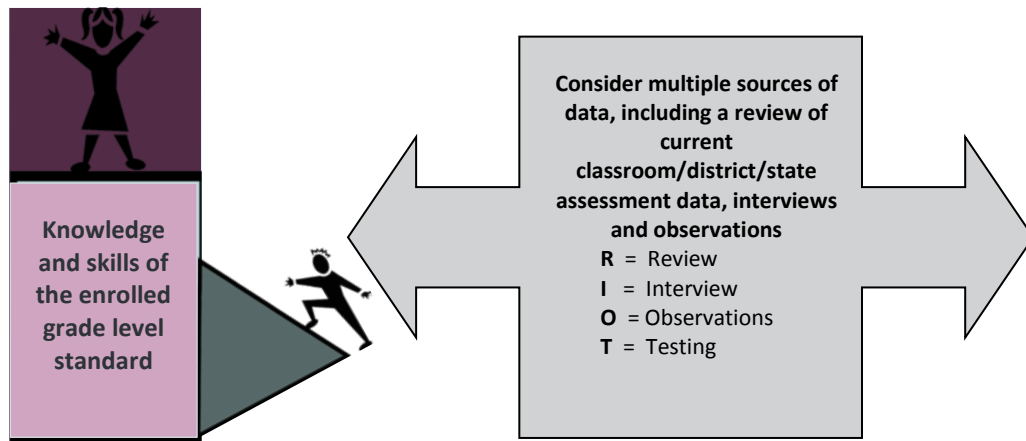 Knowledge
and skills of
the enrolled
grade level
standard
Consider multiple sources of
data, including a review of
current
classroom/district/state
assessment data, interviews
and observations
R = Review
I = Interview
O = Observations
T = Testing